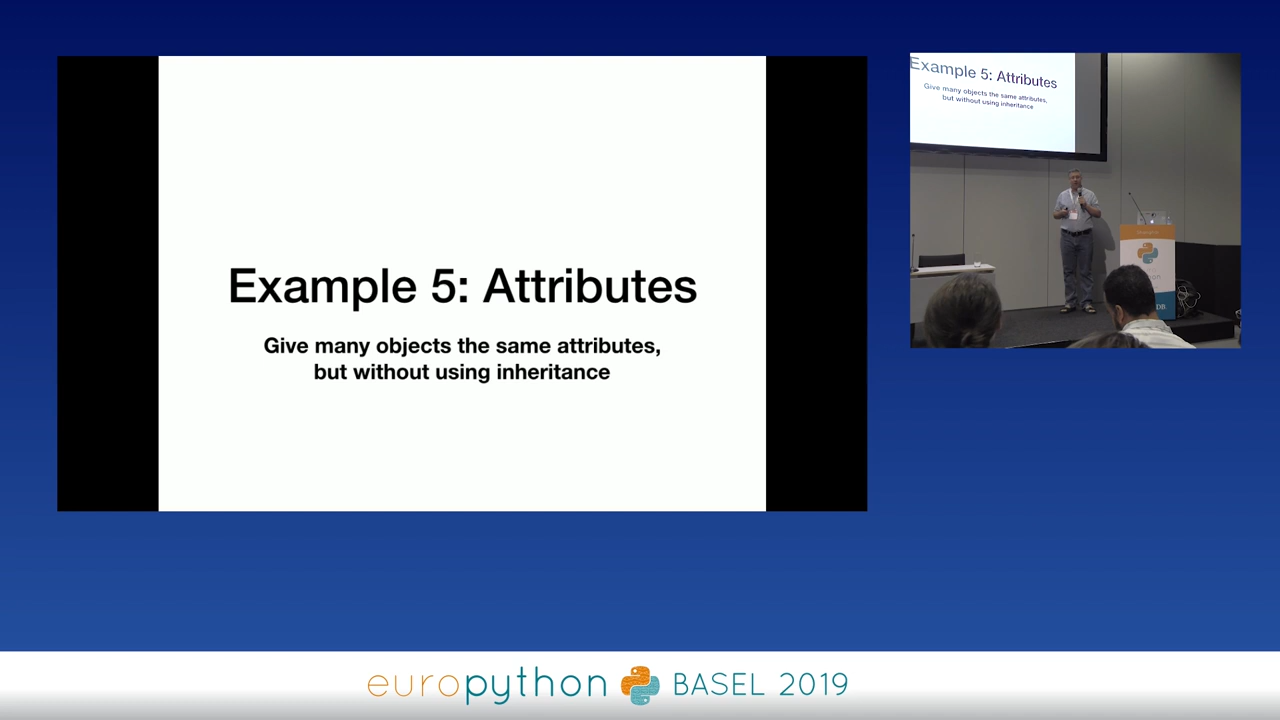 Example 5: Attributes
Give many objects the same attributes,
but without using inheritance
Example 5: Attributes
Give many objects the same attributes,
but without using inheritance
europython BASEL 2019